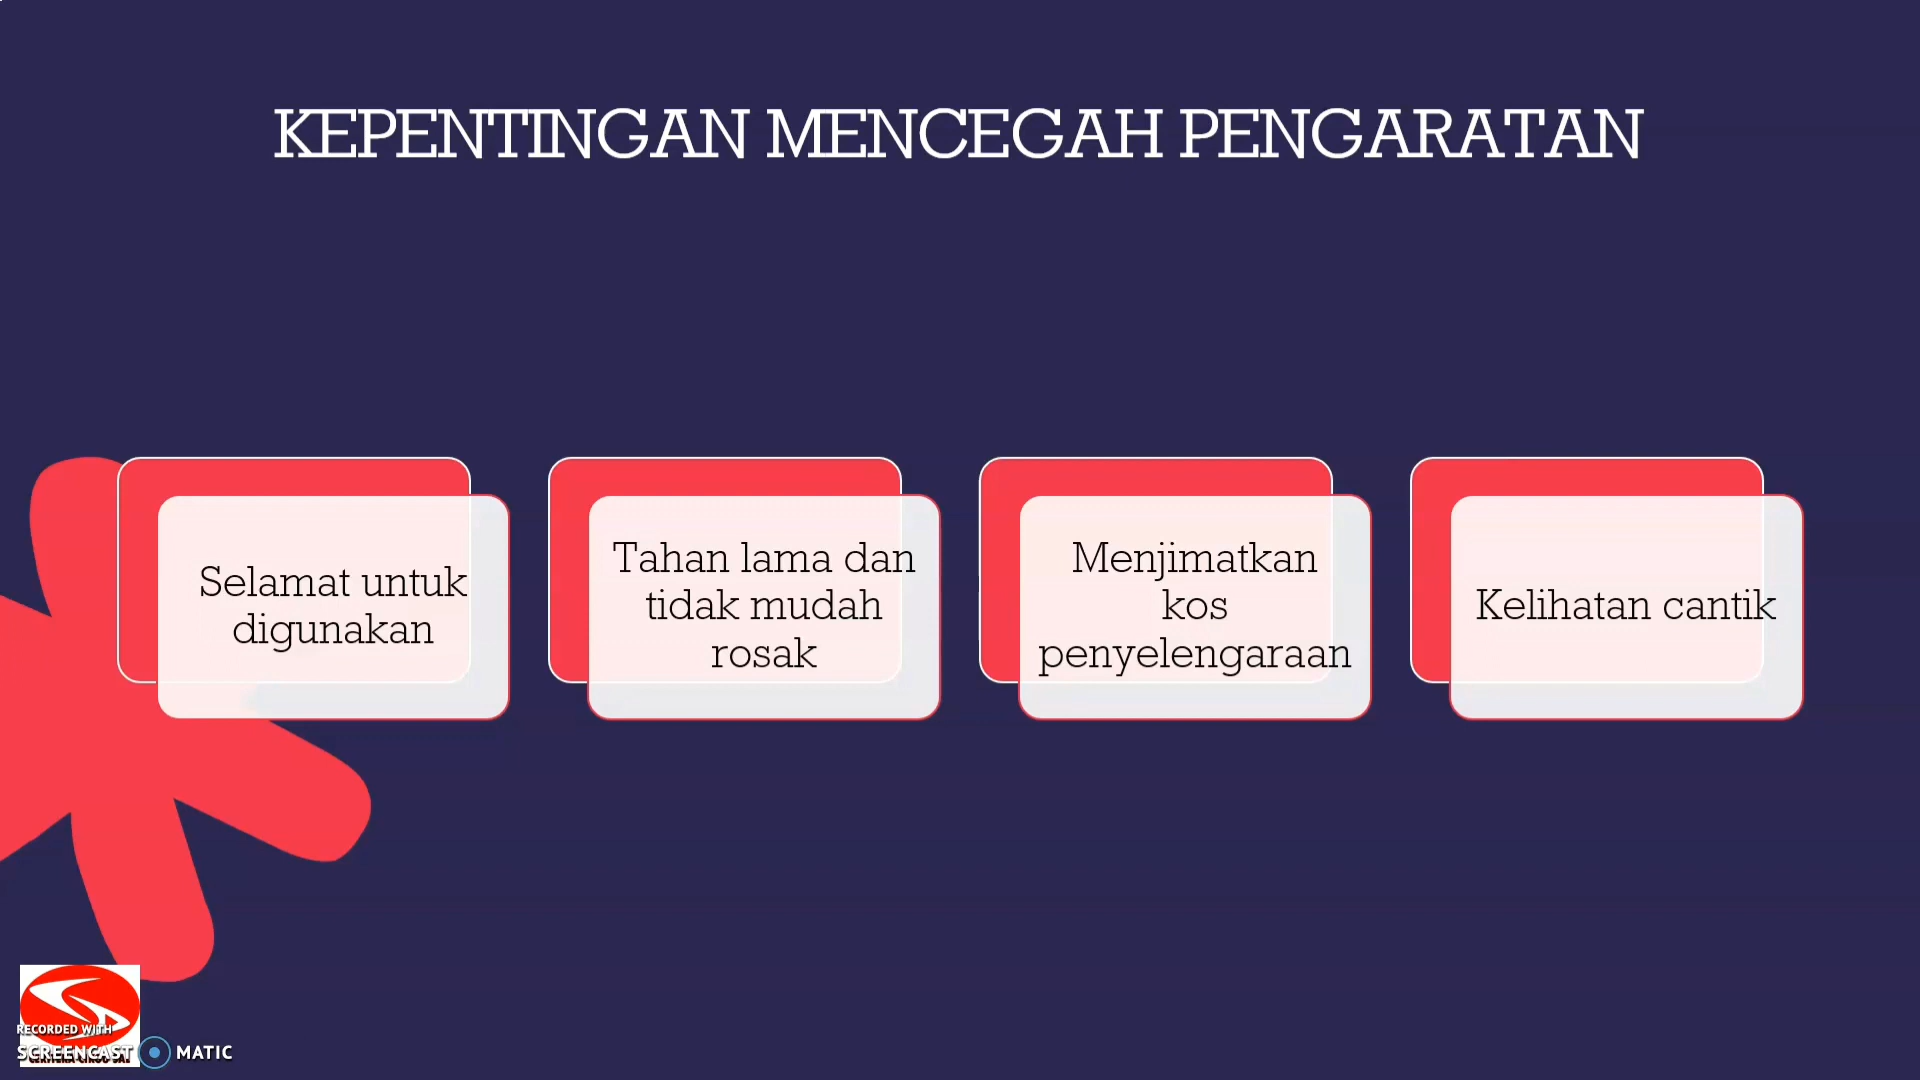 KEPENTINGAN MENCEGAH PENGARATAN
Selamat untuk
digunakan
Tahan lama dan
tidak mudah
rosak
Menjimatkan
kos
penyelengaraan
Kelihatan cantik
RECORDED WITH
SCREENCAST MATIC